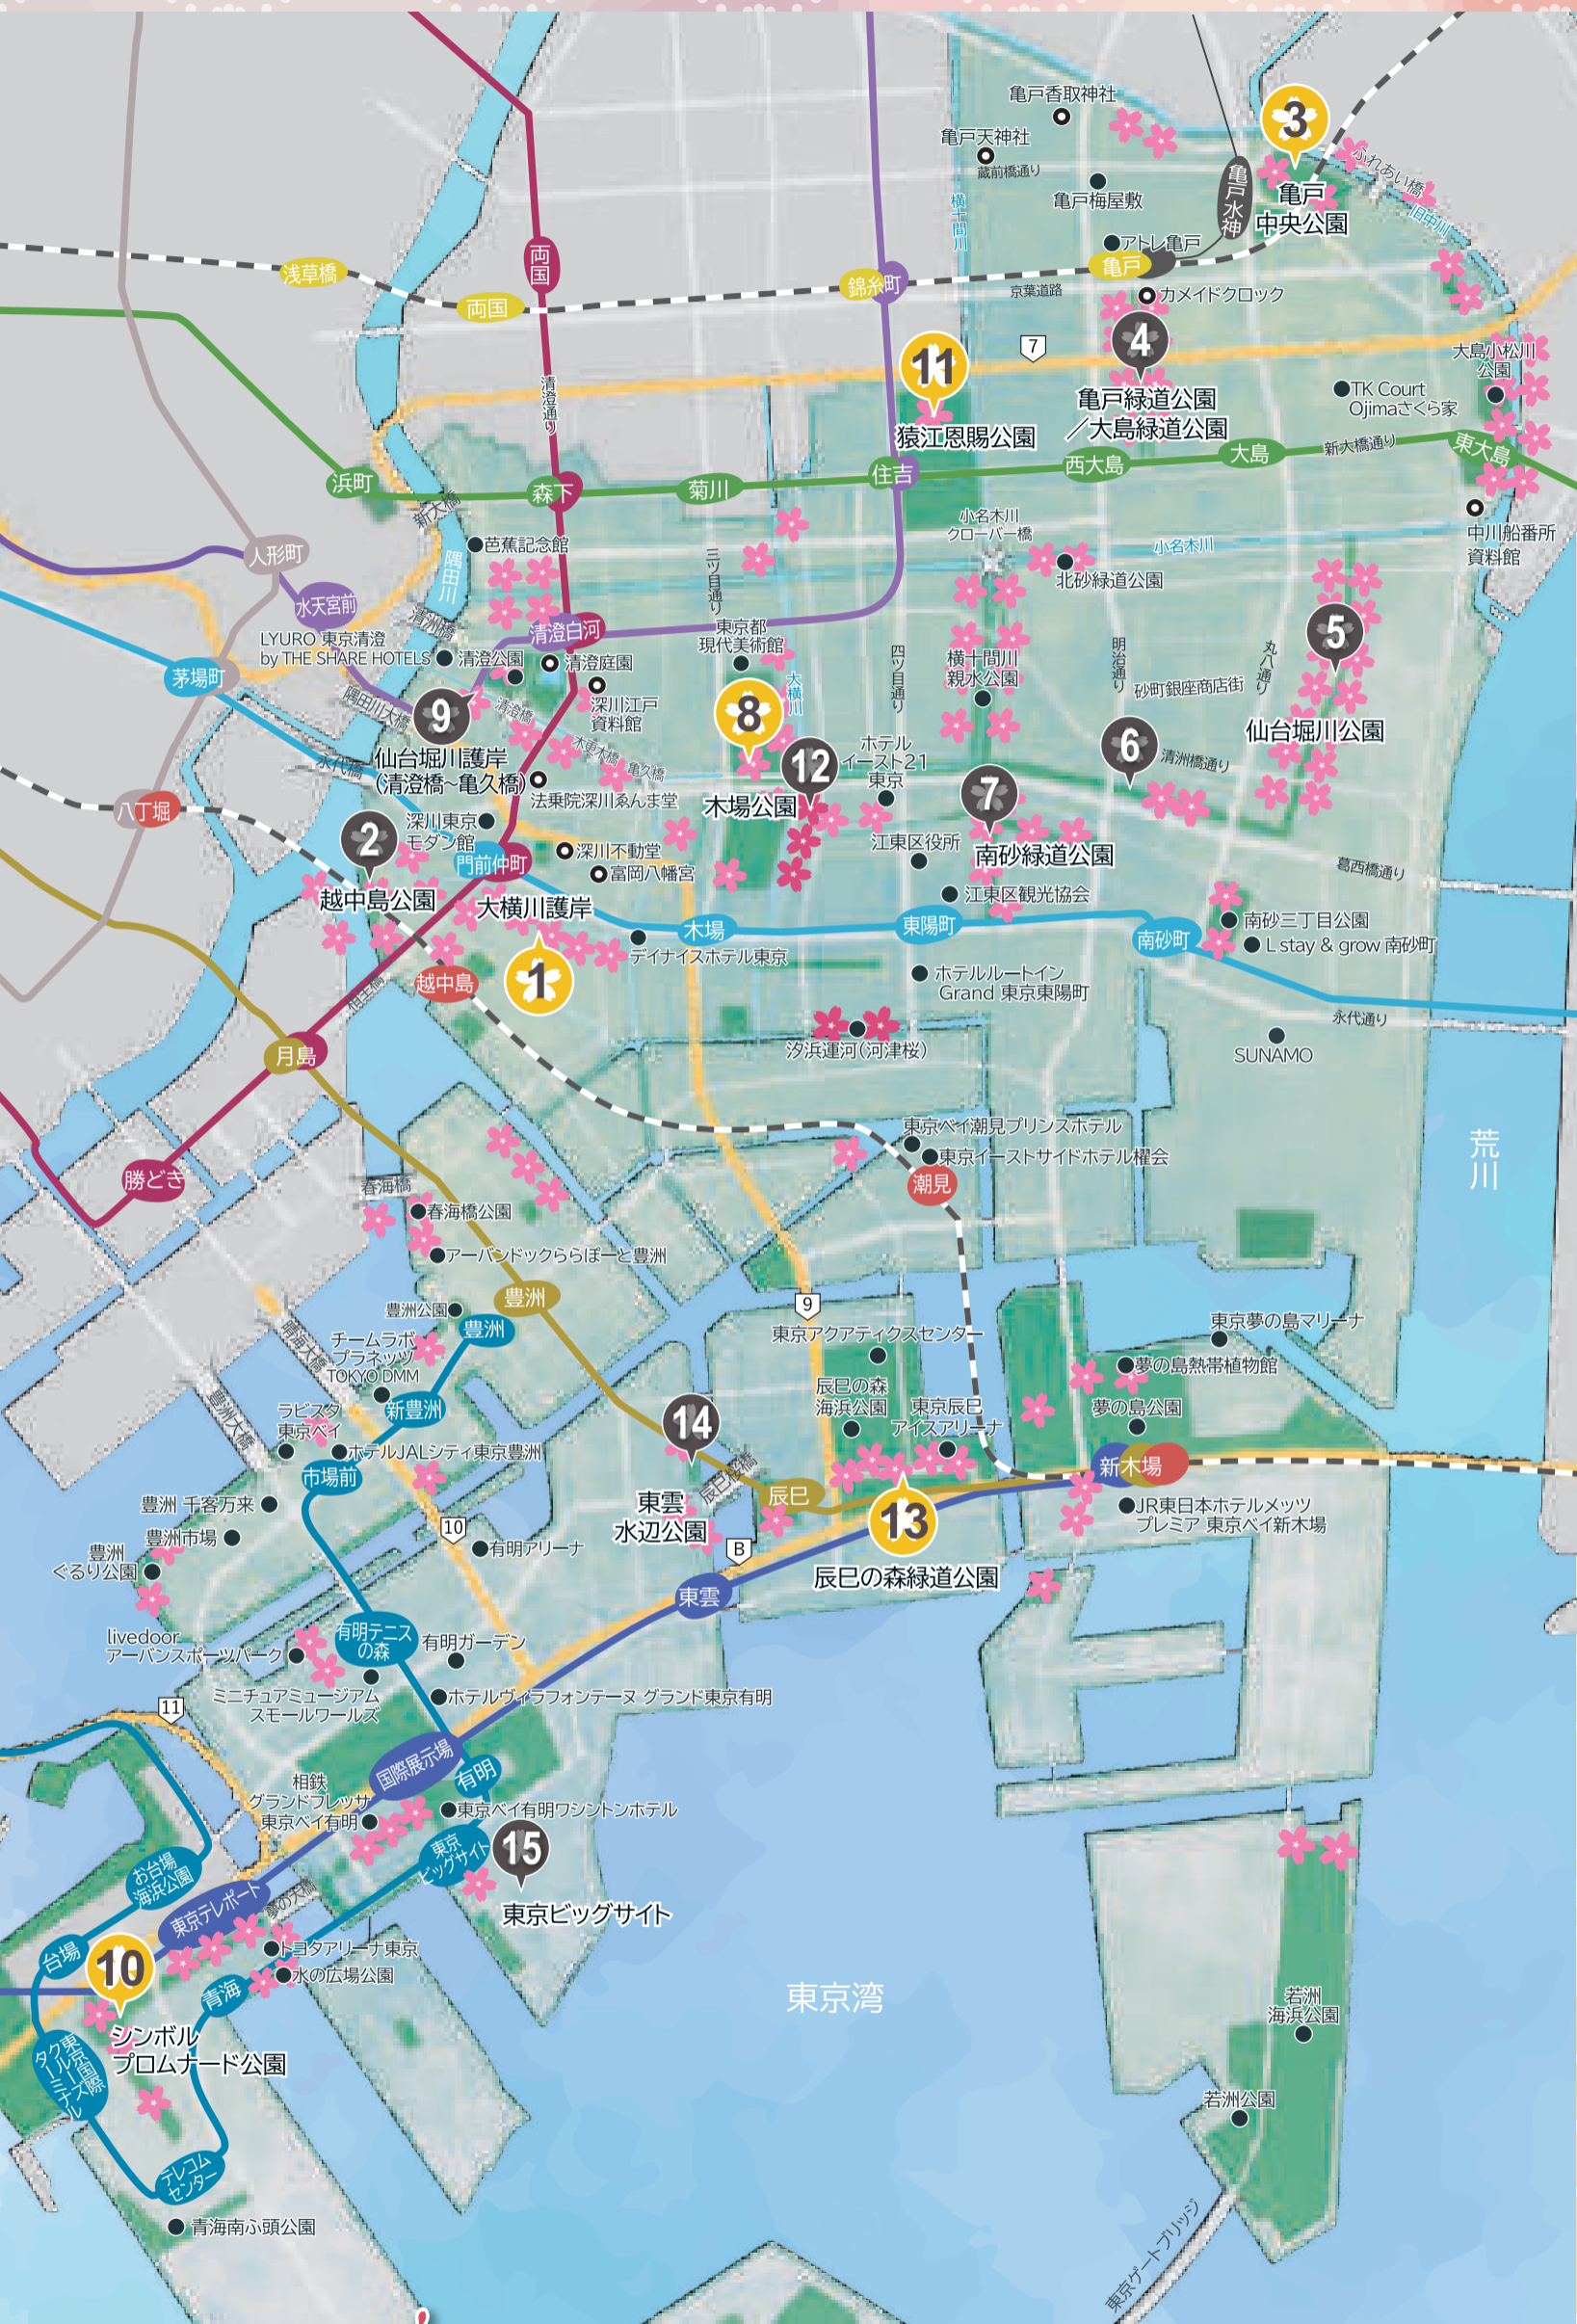 亀戸香取神社
3
亀戸天神社
蔵前橋通り
ふれあい橋
横十間川
亀戸梅屋敷
亀戸水神
亀戸
中央公園
旧中川
アトレ亀戸
両国
浅草橋
亀戸
錦糸町
両国
京葉道路
カメイドクロック
4
7
11
清澄通り
大島小松川
公園
TK Court
Ojimaさくら家
亀戸緑道公園
／大島緑道公園
猿江恩賜公園
新大橋通り
東大島
大島
西大島
住吉
浜町
森下
菊川
新大橋
小名木川
クローバー橋
小名木川
中川船番所
資料館
芭蕉記念館
人形町
隅田川
三ツ目通り
北砂緑道公園
水天宮前
清洲橋
清澄白河
東京都
現代美術館
5
LYURO 東京清澄
by THE SHARE HOTELS
清澄公園
清澄庭園
四ツ目通り
横十間川
親水公園
明治通り
丸八通り
茅場町
大横川
砂町銀座商店街
隅田川大橋
9
清澄橋
深川江戸
資料館
8
仙台堀川公園
6
木更木橋
亀久橋
ホテル
イースト21
東京
清洲橋通り
仙台堀川護岸
（清澄橋～亀久橋）
永代橋
12
法乗院深川ゑんま堂
木場公園
7
八丁堀
2
深川東京
モダン館
江東区役所
南砂緑道公園
深川不動堂
門前仲町
富岡八幡宮
葛西橋通り
越中島公園
大横川護岸
江東区観光協会
木場
東陽町
南砂三丁目公園
南砂町
L stay & grow 南砂町
デイナイスホテル東京
越中島
1
ホテルルートイン
Grand 東京東陽町
相生橋
永代通り
月島
汐浜運河（河津桜）
SUNAMO
東京ベイ潮見プリンスホテル
東京イーストサイドホテル櫂会
荒川
勝どき
春海橋
潮見
春海橋公園
アーバンドックららぽーと豊洲
豊洲
豊洲公園
豊洲
9
東京夢の島マリーナ
晴海大橋
チームラボ
プラネッツ
TOKYO DMM
東京アクアティクスセンター
夢の島熱帯植物館
辰巳の森
海浜公園
新豊洲
豊洲大橋
ラビスタ
東京ベイ
14
東京辰巳
アイスアリーナ
夢の島公園
ホテルJALシティ東京豊洲
市場前
新木場
辰巳桜橋
豊洲 千客万来
東雲
水辺公園
辰巳
JR東日本ホテルメッツ
プレミア 東京ベイ新木場
豊洲市場
10
13
豊洲
ぐるり公園
有明アリーナ
B
辰巳の森緑道公園
東雲
livedoor
アーバンスポーツパーク
有明テニス
の森
有明ガーデン
ミニチュアミュージアム
スモールワールズ
ホテルヴィラフォンテーヌ グランド東京有明
11
国際展示場
有明
相鉄
グランドフレッサ
東京ベイ有明
東京ベイ有明ワシントンホテル
15
東京
ビッグサイト
お台場
海浜公園
東京テレポート
夢の大橋
東京ビッグサイト
トヨタアリーナ東京
台場
10
水の広場公園
青海
東京湾
若洲
海浜公園
シンボル
プロムナード公園
東京国際
クルーズ
ターミナル
若洲公園
テレコム
センター
青海南ふ頭公園
東京ゲートブリッジ